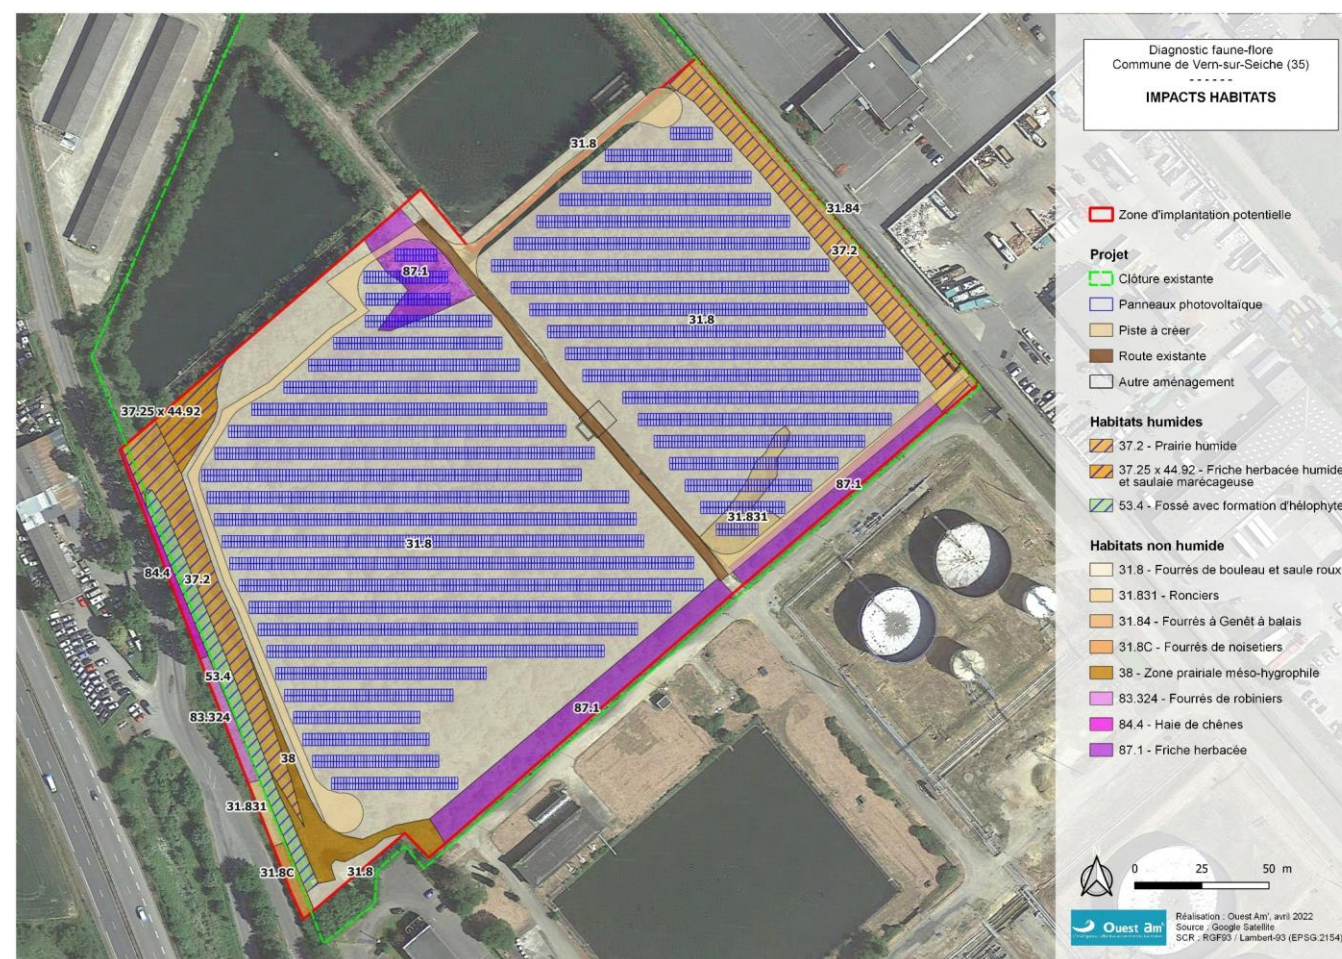 Diagnostic faune-flore
Commune de Vern-sur-Seiche (35)
- - - - - -
IMPACTS HABITATS
Zone d'implantation potentielle
Projet
Clôture existante
Panneaux photovoltaïque
Piste à créer
Route existante
Autre aménagement
Habitats humides
37.2 - Prairie humide
37.25 x 44.92 - Friche herbacée humide
et saulaie marécageuse
53.4 - Fossé avec formation d'hélophyte
Habitats non humide
31.8 - Fourrés de bouleau et saule roux
31.831 - Ronciers
31.84 - Fourrés à Genêt à balais
31.8C - Fourrés de noisetiers
38 - Zone prairiale méso-hygrophile
83.324 - Fourrés de robiniers
84.4 - Haie de chênes
87.1 - Friche herbacée
N
0 25 50 m
Ouest am'
Réalisation : Ouest Am', avril 2022
Source : Google Satellite
SCR : RGF93 / Lambert-93 (EPSG:2154)
31.8
31.84
37.2
87.1
31.8
37.25 x 44.92
87.1
31.831
31.8
84.4
37.2
53.4
83.324
87.1
38
31.831
31.8C
31.8